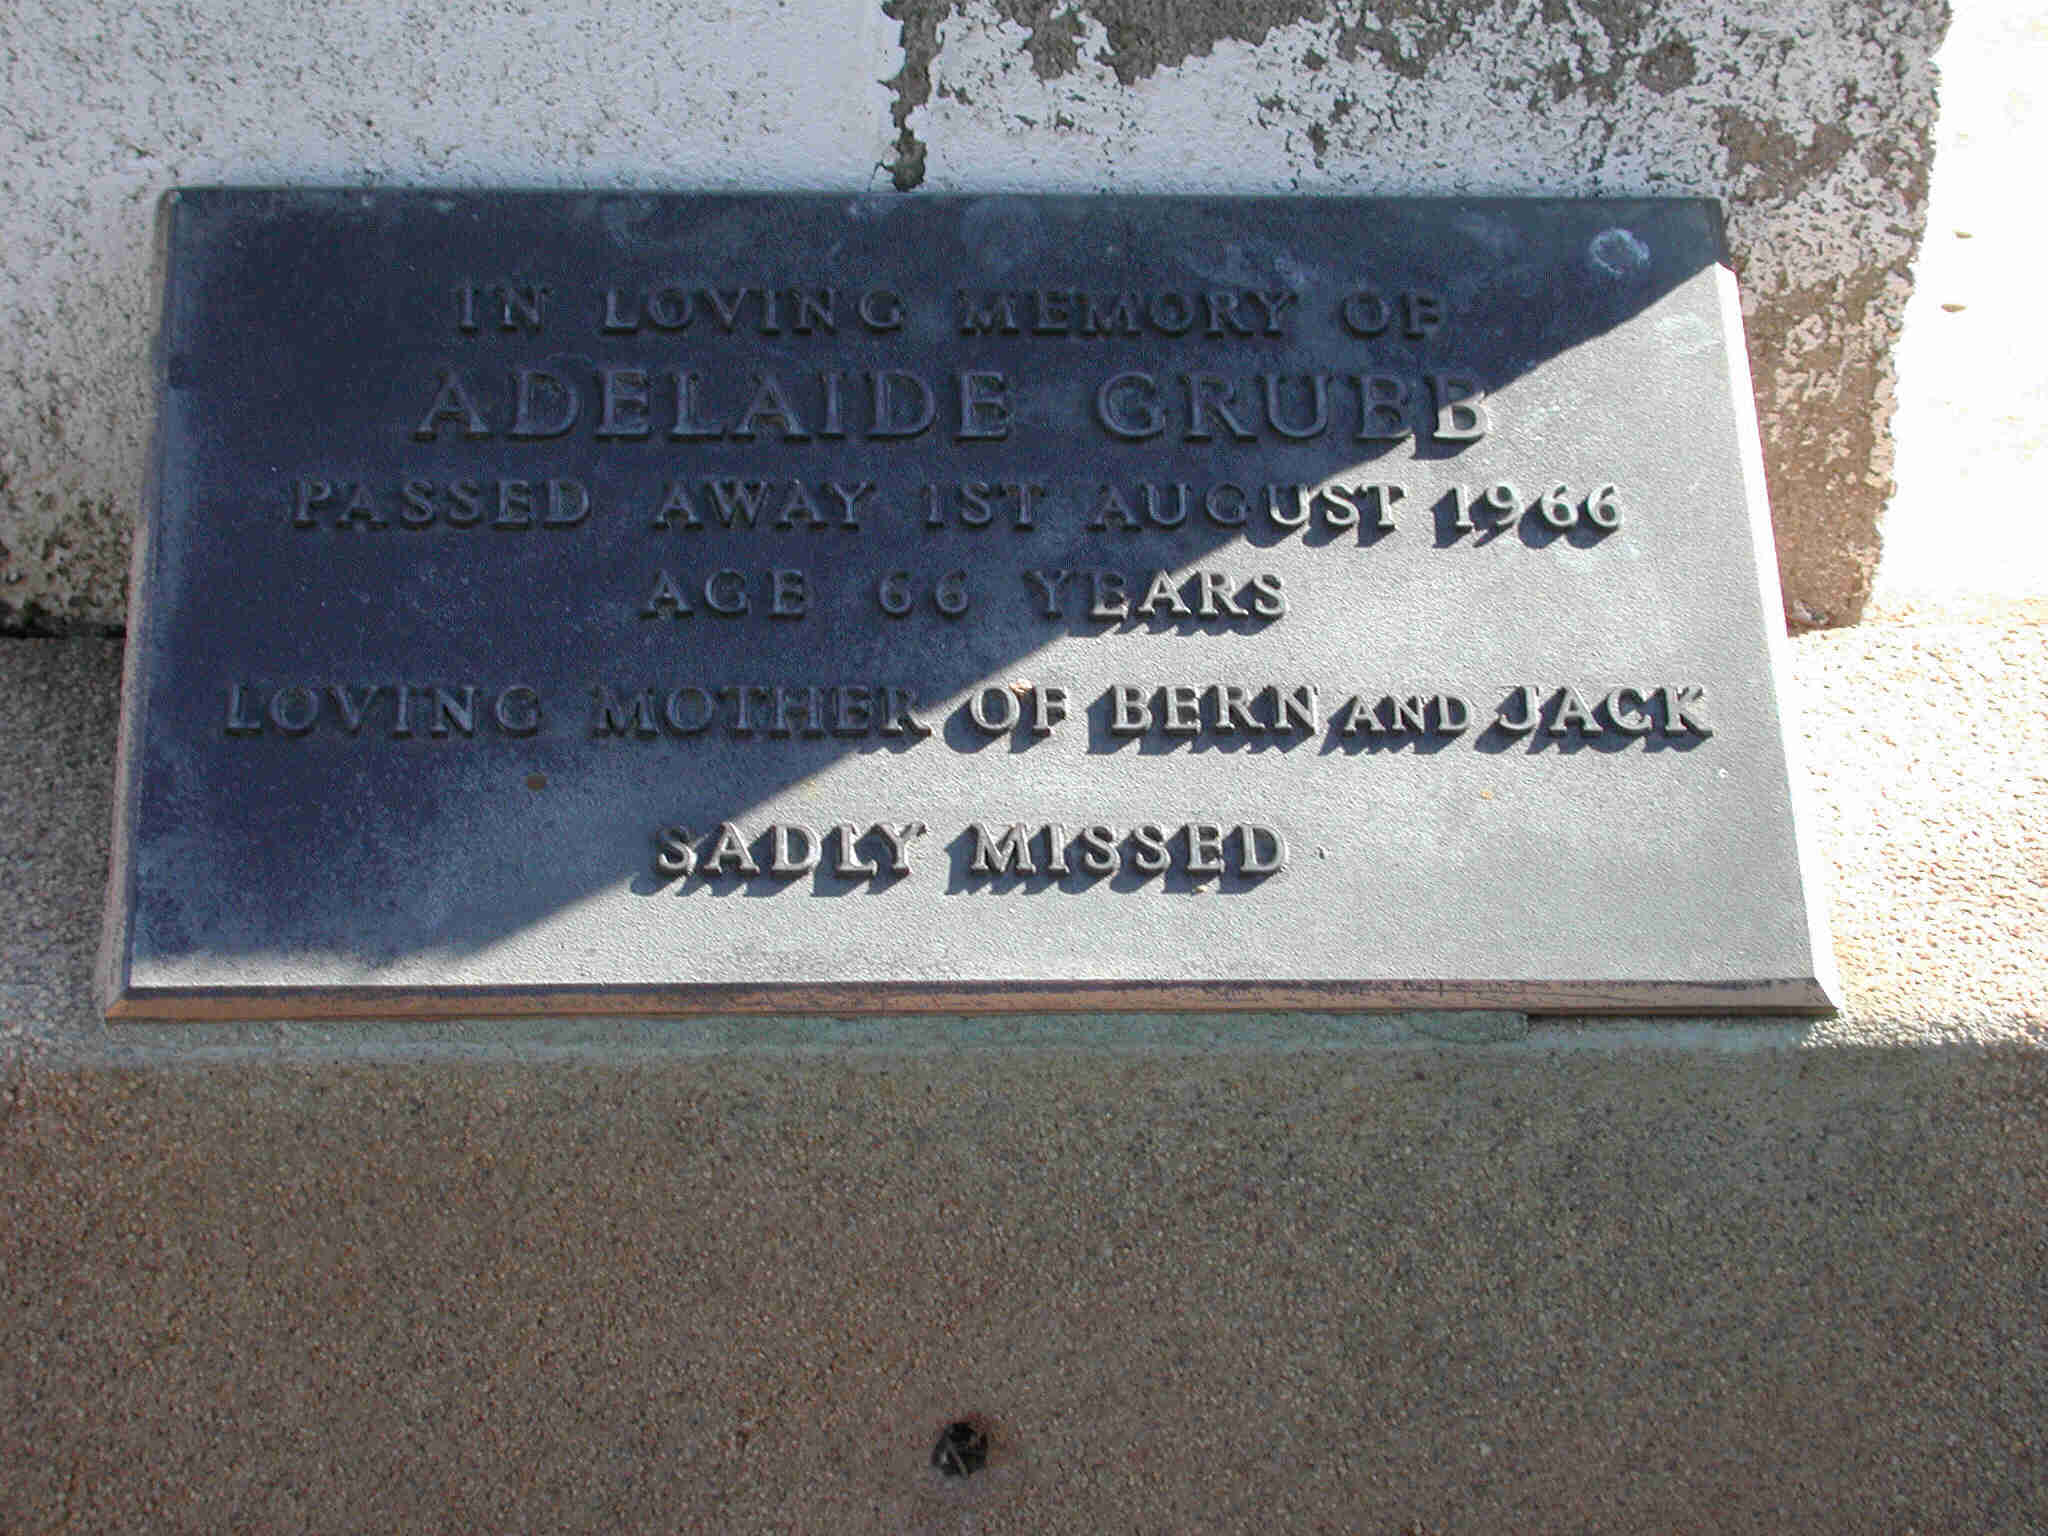 IN LOVING MEMORY OF
ADELAIDE GRUBB
PASSED AWAY 1ST AUGUST 1966
AGE 66 YEARS
LOVING MOTHER OF BERN AND JACK
SADLY MISSED